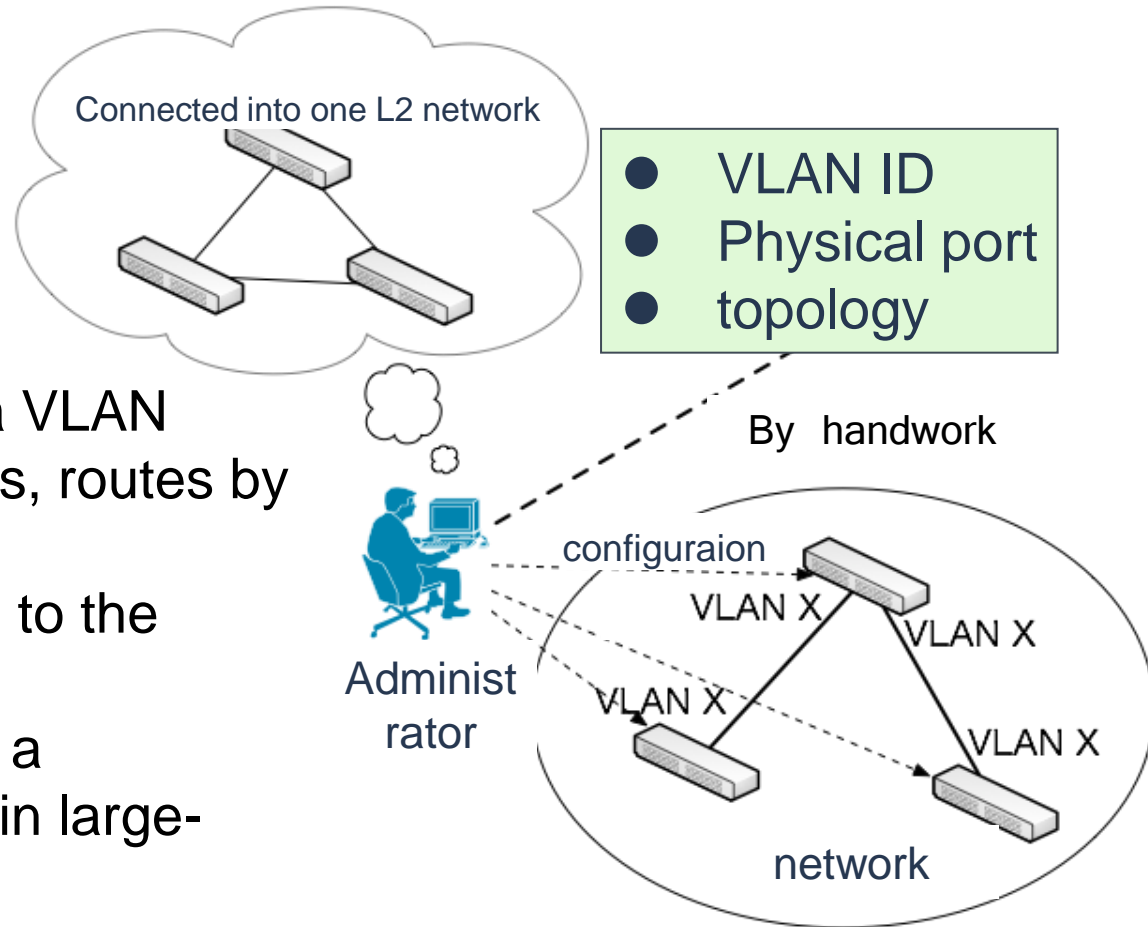 Connected into one L2 network
● VLAN ID
● Physical port
● topology
a VLAN
s, routes by
to the
a
in large-
By handwork
configuraion
VLAN X
VLAN X
VLAN X
VLAN X
Administ
rator
network